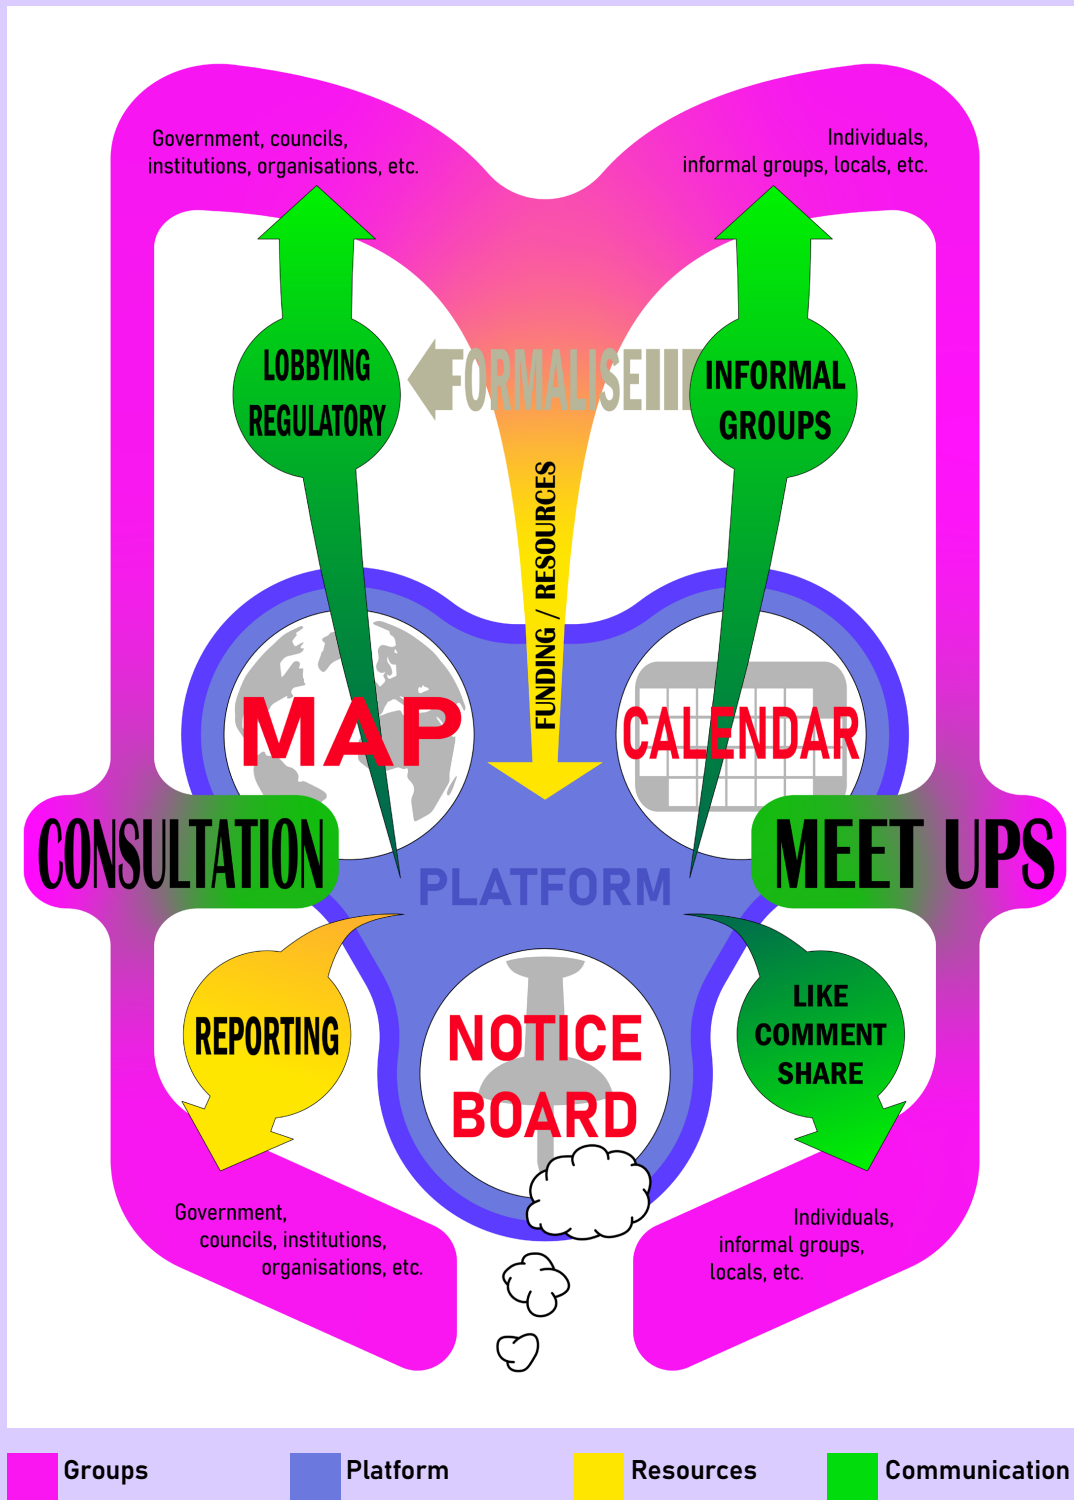 Government, councils,
institutions, organisations, etc.
Individuals,
informal groups, locals, etc.
LOBBYING
REGULATORY
FORMALISE
INFORMAL
GROUPS
FUNDING / RESOURCES
MAP
CALENDAR
CONSULTATION
PLATFORM
MEET UPS
REPORTING
NOTICE
BOARD
LIKE
COMMENT
SHARE
Government,
councils, institutions,
organisations, etc.
Individuals,
informal groups,
locals, etc.
Groups
Platform
Resources
Communication